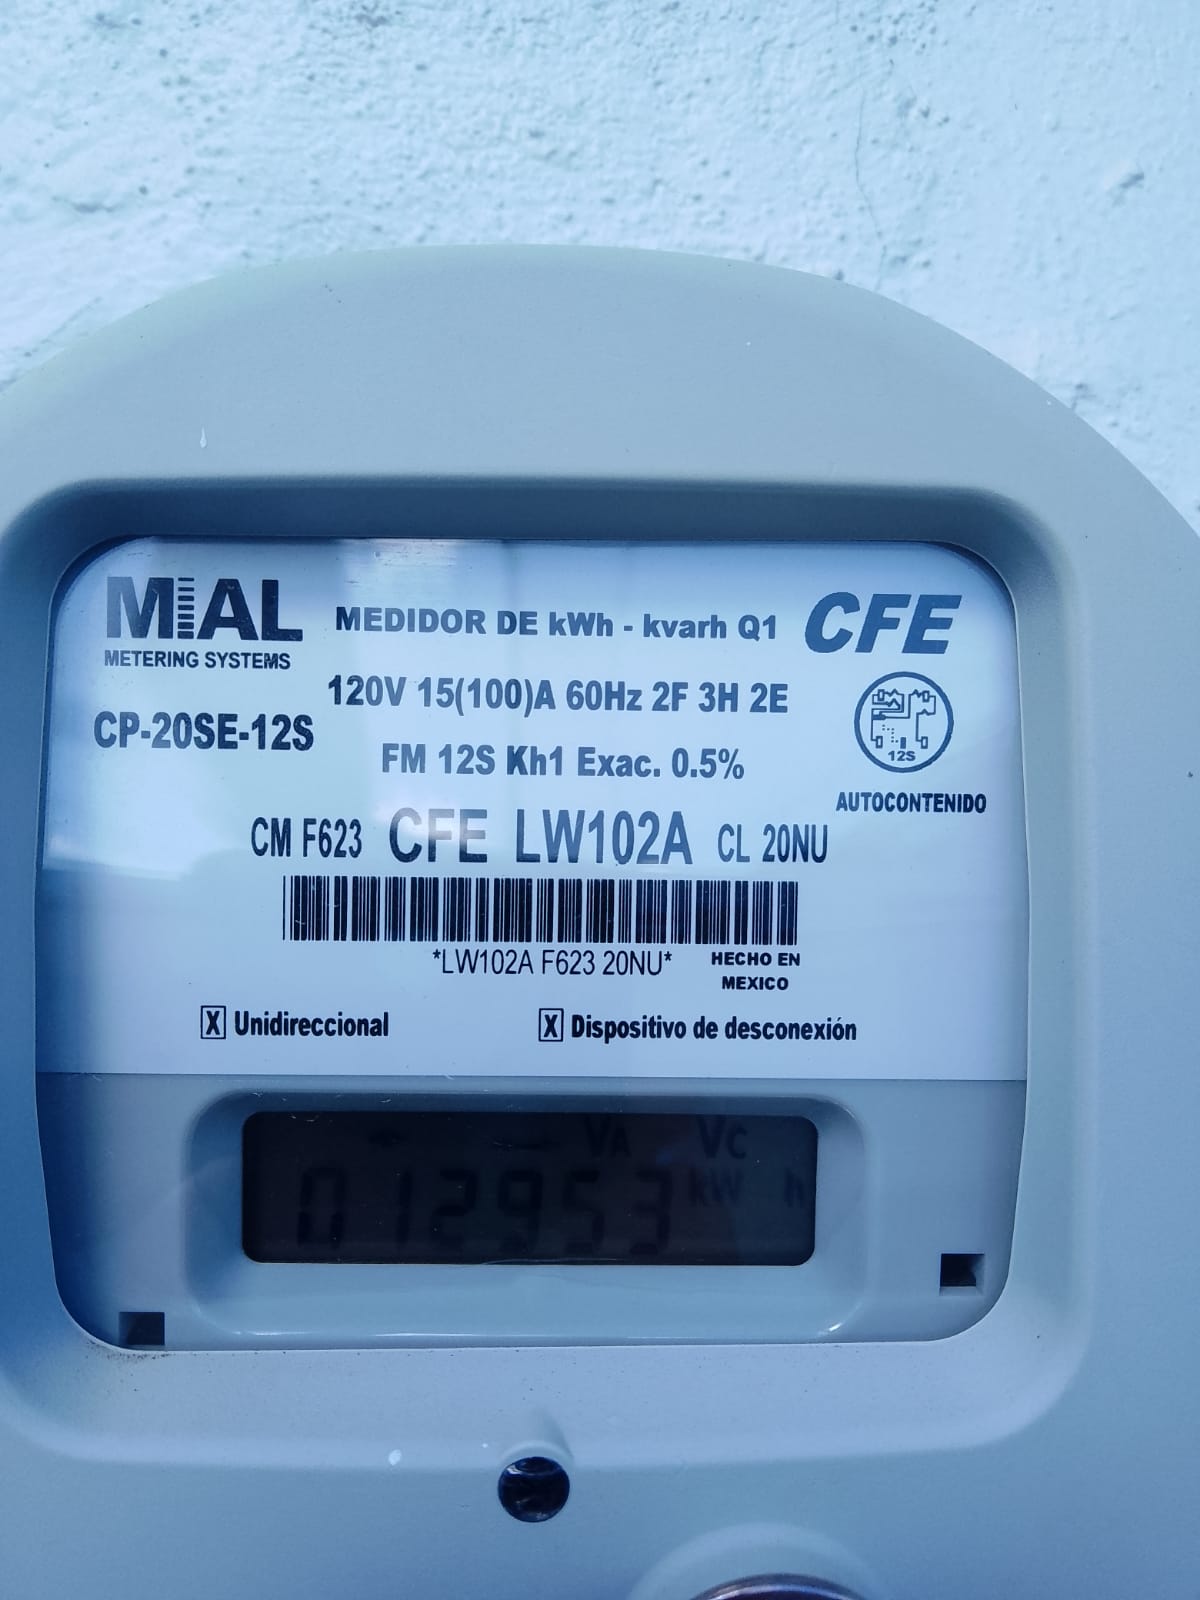 MIAL
METERING SYSTEMS
MEDIDOR DE kWh - kvarh Q1
CFE
120V 15(100)A 60Hz 2F 3H 2E
CP-20SE-12S
FM 12S Kh1 Exac. 0.5%
12S
AUTOCONTENIDO
CM F623 CFE LW102A CL 20NU
*LW102A F623 20NU*
HECHO EN
MEXICO
X Unidireccional
X Dispositivo de desconexión
VA VC
012953 kW h